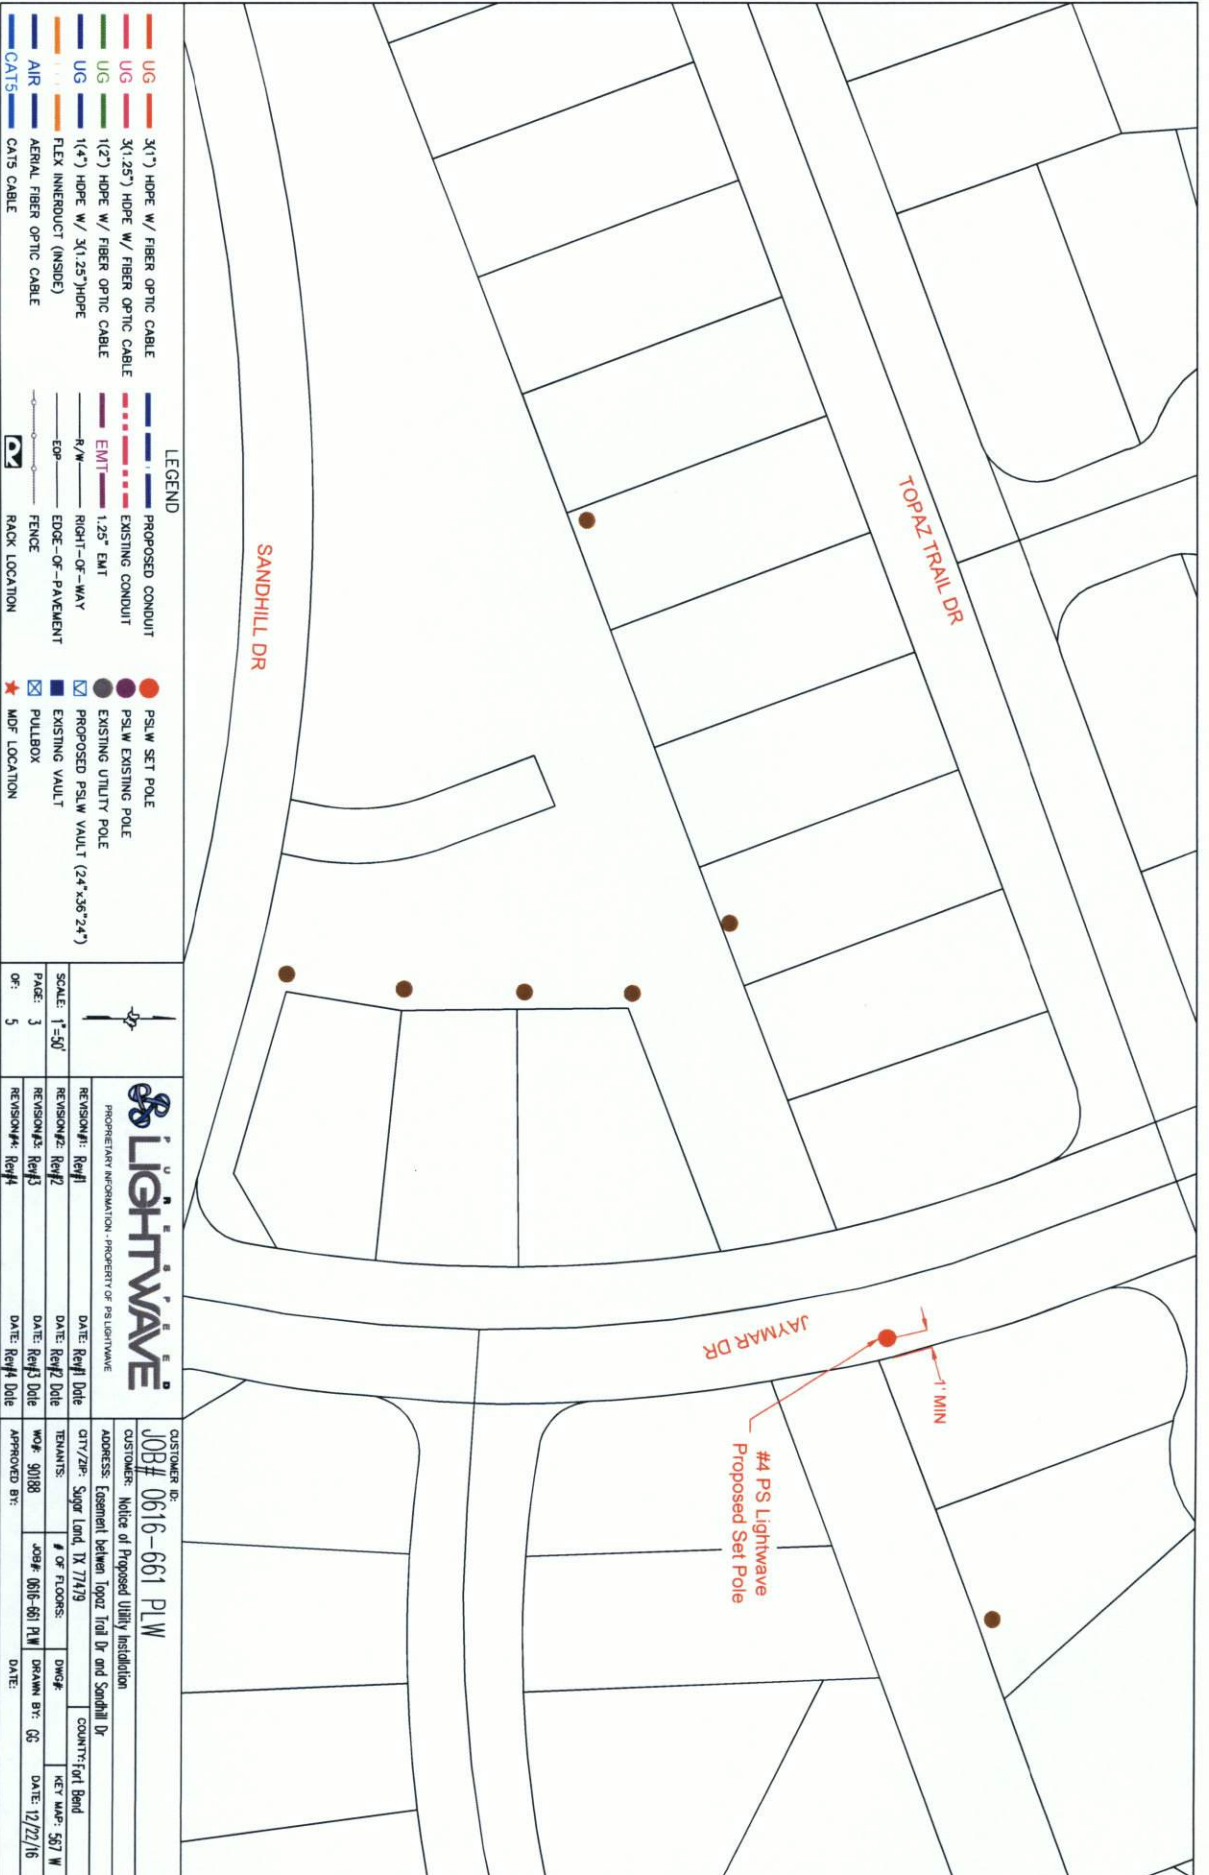 TOPAZ TRAIL DR
SANDHILL DR
JAYMAR DR
1' MIN
#4 PS Lightwave
Proposed Set Pole
LEGEND
UG 3(1") HDPE W/ FIBER OPTIC CABLE
UG 3(1.25") HDPE W/ FIBER OPTIC CABLE
UG 1(2") HDPE W/ FIBER OPTIC CABLE
UG 1(4") HDPE W/ 3(1.25")HDPE
FLEX INNERDUCT (INSIDE)
AIR AERIAL FIBER OPTIC CABLE
CAT5 CAT5 CABLE
PROPOSED CONDUIT
EXISTING CONDUIT
EMT 1.25" EMT
R/W RIGHT-OF-WAY
EOP EDGE-OF-PAVEMENT
FENCE
RACK LOCATION
PSLW SET POLE
PSLW EXISTING POLE
EXISTING UTILITY POLE
PROPOSED PSLW VAULT (24"x36"24")
EXISTING VAULT
PULLBOX
MDF LOCATION
SCALE: 1"=50'
PAGE: 3
OF: 5
PURESPEED
LIGHTWAVE
PROPRIETARY INFORMATION - PROPERTY OF PS LIGHTWAVE
REVISION#1: Rev#1 DATE: Rev#1 Date
REVISION#2: Rev#2 DATE: Rev#2 Date
REVISION#3: Rev#3 DATE: Rev#3 Date
REVISION#4: Rev#4 DATE: Rev#4 Date
CUSTOMER ID:
JOB# 0616-661 PLW
CUSTOMER: Notice of Proposed Utility Installation
ADDRESS: Easement betwen Topaz Trail Dr and Sandhill Dr
CITY/ZIP: Sugar Land, TX 77479 COUNTY: Fort Bend
TENANTS: # OF FLOORS: DWG#: KEY MAP: 567 W
WO#: 90188 JOB#: 0616-661 PLW DRAWN BY: GG DATE: 12/22/16
APPROVED BY: DATE: